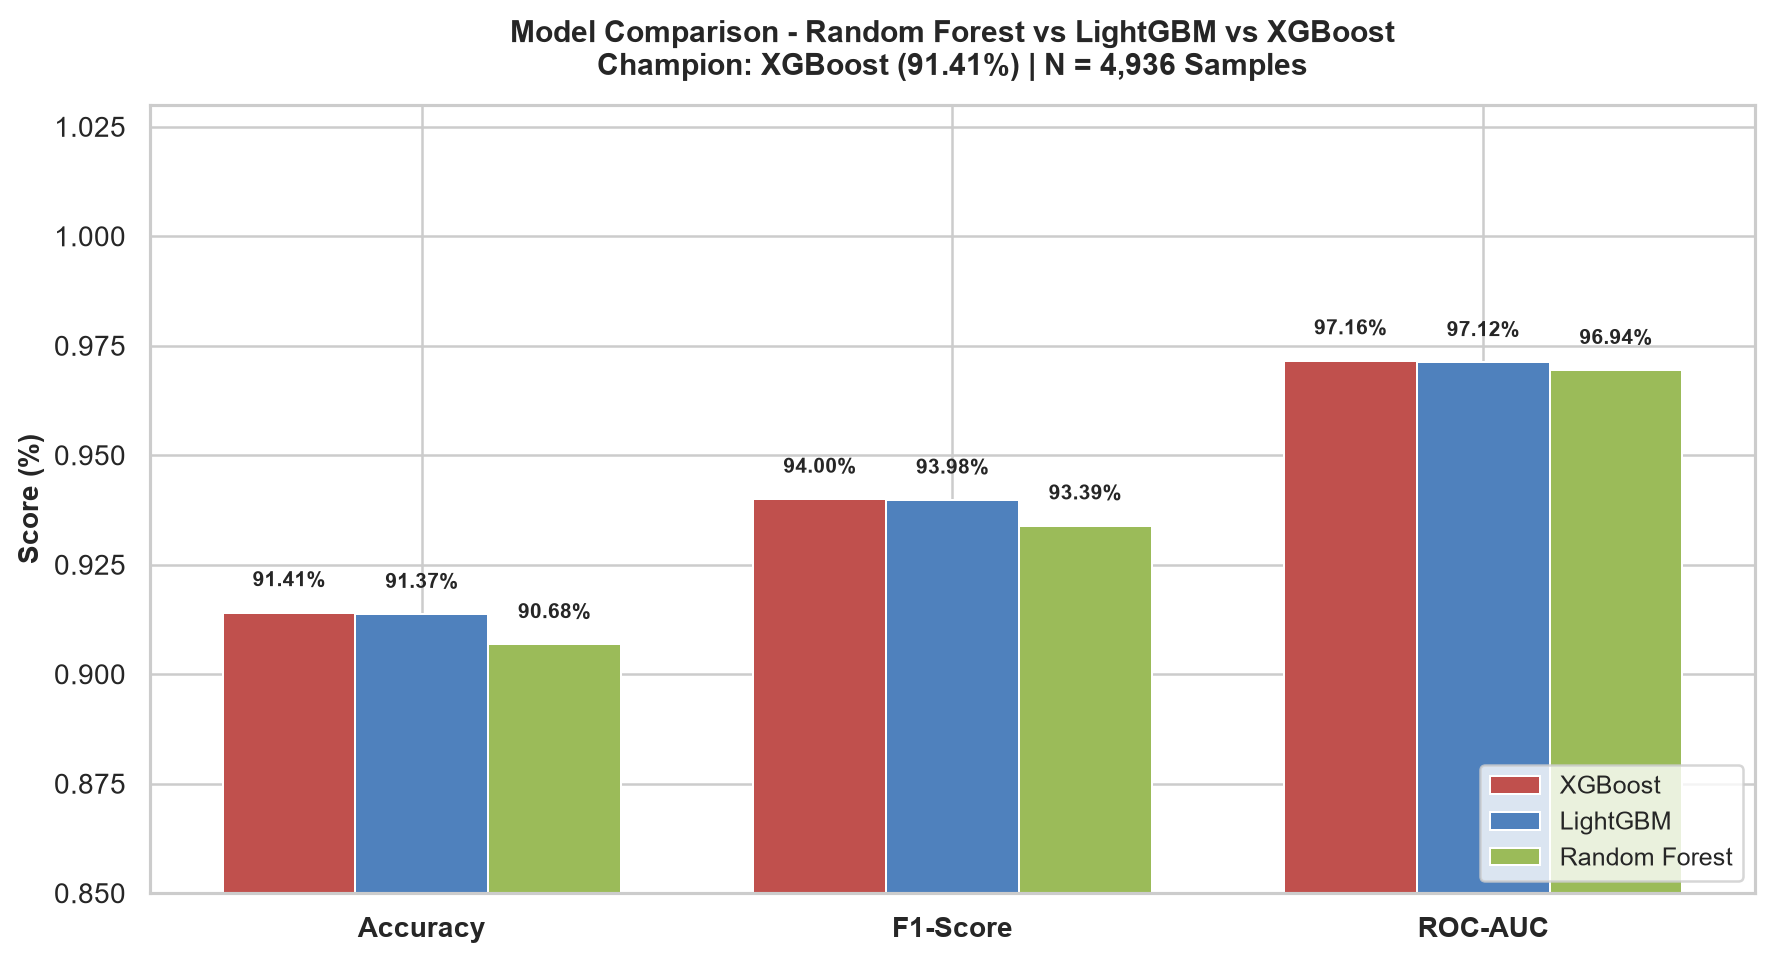 Model Comparison - Random Forest vs LightGBM vs XGBoost
Champion: XGBoost (91.41%) | N = 4,936 Samples
Score (%)
1.025
1.000
0.975
0.950
0.925
0.900
0.875
0.850
91.41%
91.37%
90.68%
94.00%
93.98%
93.39%
97.16%
97.12%
96.94%
XGBoost
LightGBM
Random Forest
Accuracy
F1-Score
ROC-AUC